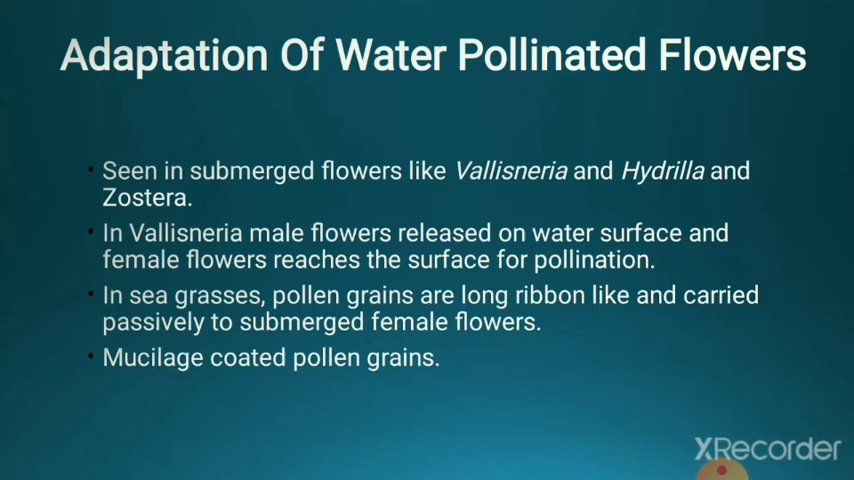 Adaptation Of Water Pollinated Flowers
• Seen in submerged flowers like Vallisneria and Hydrilla and
Zostera.
• In Vallisneria male flowers released on water surface and
female flowers reaches the surface for pollination.
• In sea grasses, pollen grains are long ribbon like and carried
passively to submerged female flowers.
• Mucilage coated pollen grains.
XRecorder